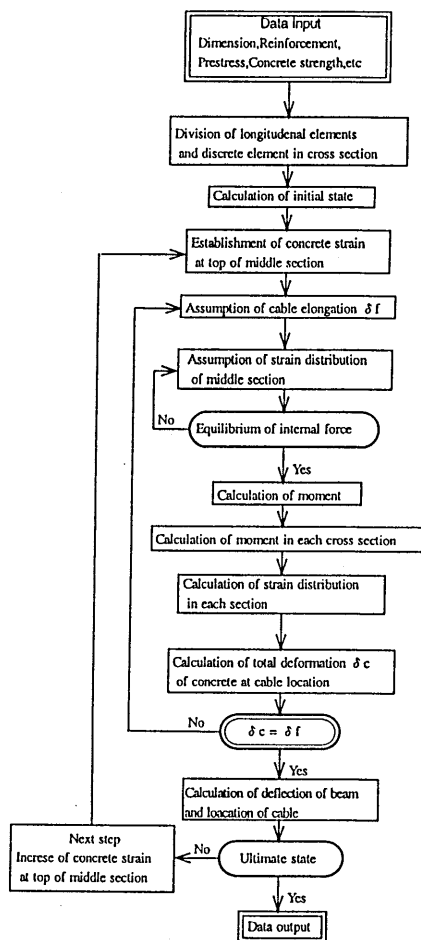 Data Input
Dimension,Reinforcement,
Prestress,Concrete strength,etc
Division of longitudenal elements
and discrete element in cross section
Calculation of initial state
Establishment of concrete strain
at top of middle section
Assumption of cable elongation δ f
Assumption of strain distribution
of middle section
No
Equilibrium of internal force
Yes
Calculation of moment
Calculation of moment in each cross section
Calculation of strain distribution
in each section
Calculation of total deformation δ c
of concrete at cable location
No
δ c = δ f
Yes
Calculation of deflection of beam
and loacation of cable
Next step
Increse of concrete strain
at top of middle section
No
Ultimate state
Yes
Data output